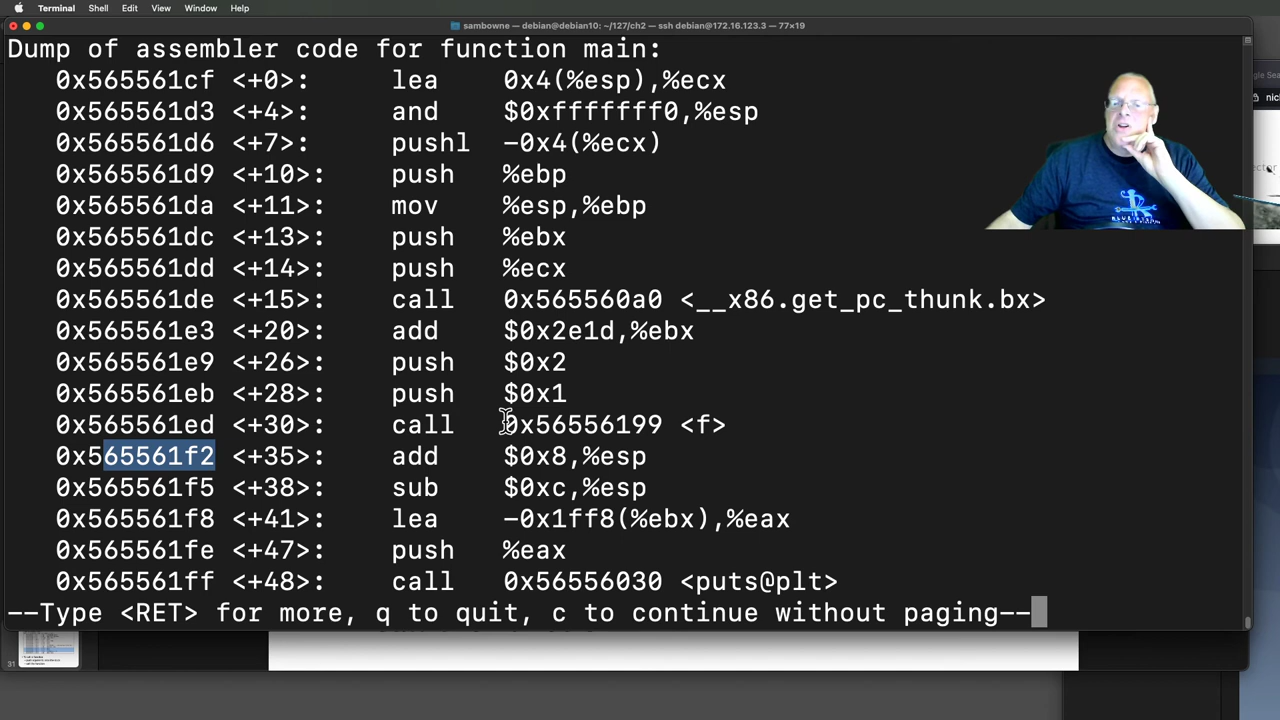 Terminal Shell Edit View Window Help
sambowne — debian@debian10: ~/127/ch2 — ssh debian@172.16.123.3 — 77×19
Dump of assembler code for function main:
0x565561cf <+0>: lea 0x4(%esp),%ecx
0x565561d3 <+4>: and $0xfffffff0,%esp
0x565561d6 <+7>: pushl -0x4(%ecx)
0x565561d9 <+10>: push %ebp
0x565561da <+11>: mov %esp,%ebp
0x565561dc <+13>: push %ebx
0x565561dd <+14>: push %ecx
0x565561de <+15>: call 0x565560a0 <__x86.get_pc_thunk.bx>
0x565561e3 <+20>: add $0x2e1d,%ebx
0x565561e9 <+26>: push $0x2
0x565561eb <+28>: push $0x1
0x565561ed <+30>: call 0x56556199 <f>
0x565561f2 <+35>: add $0x8,%esp
0x565561f5 <+38>: sub $0xc,%esp
0x565561f8 <+41>: lea -0x1ff8(%ebx),%eax
0x565561fe <+47>: push %eax
0x565561ff <+48>: call 0x56556030 <puts@plt>
--Type <RET> for more, q to quit, c to continue without paging--
31